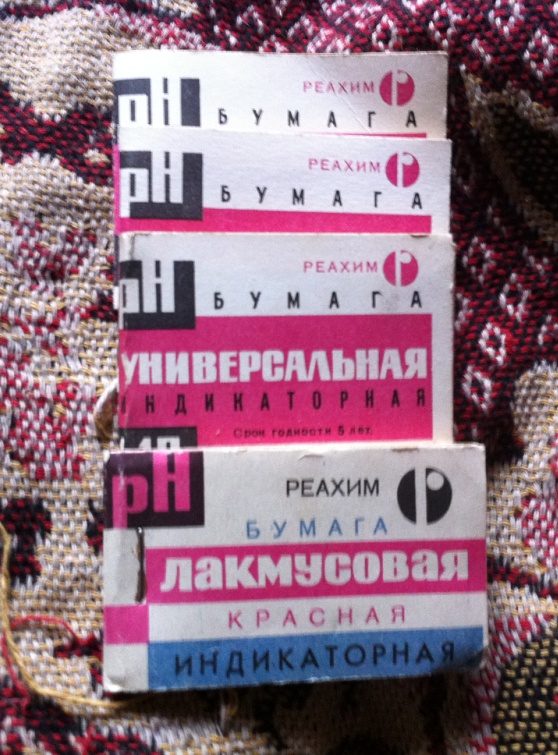 pH РЕАХИМ
БУМАГА
pH РЕАХИМ
БУМАГА
pH РЕАХИМ
БУМАГА
УНИВЕРСАЛЬНАЯ
ИНДИКАТОРНАЯ
Срок годности 5 лет.
pH РЕАХИМ
БУМАГА
ЛАКМУСОВАЯ
КРАСНАЯ
ИНДИКАТОРНАЯ